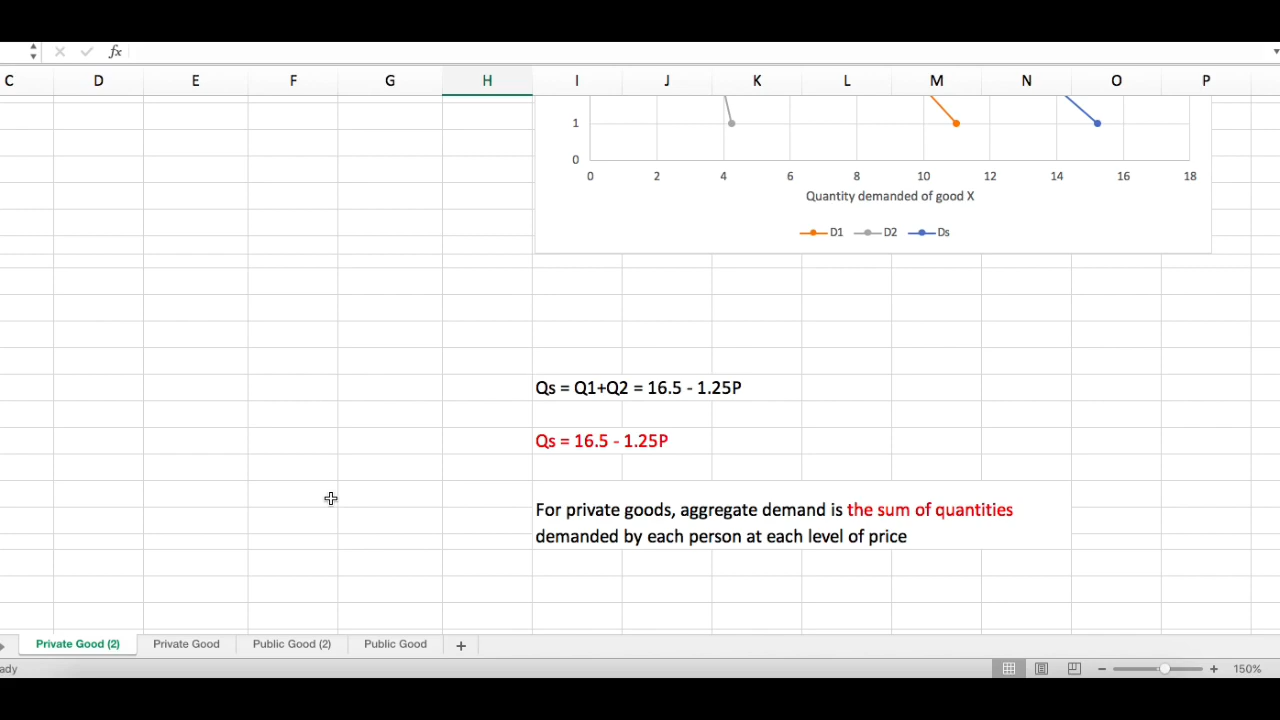 fx
C D E F G H I J K L M N O P
1
0
0 2 4 6 8 10 12 14 16 18
Quantity demanded of good X
D1 D2 Ds
Qs = Q1+Q2 = 16.5 - 1.25P
Qs = 16.5 - 1.25P
For private goods, aggregate demand is the sum of quantities
demanded by each person at each level of price
Private Good (2) Private Good Public Good (2) Public Good +
ady 150%